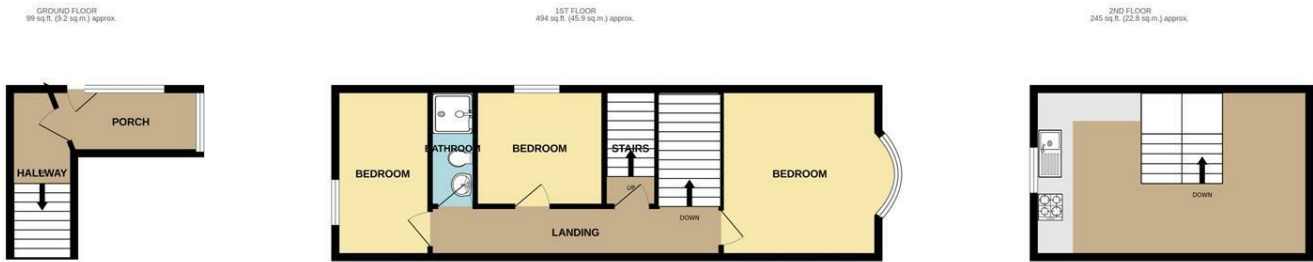 GROUND FLOOR
99 sq.ft. (9.2 sq.m.) approx.
PORCH
HALLWAY
1ST FLOOR
494 sq.ft. (45.9 sq.m.) approx.
BEDROOM
BATHROOM
BEDROOM
STAIRS
UP
BEDROOM
DOWN
LANDING
2ND FLOOR
245 sq.ft. (22.8 sq.m.) approx.
DOWN